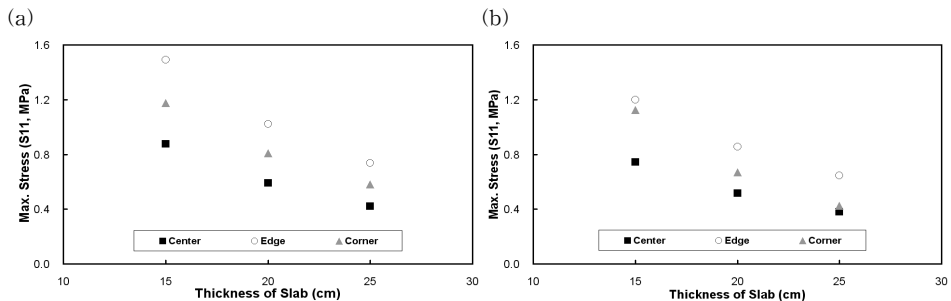 (a)
Max. Stress (S11, MPa)
1.6
1.2
0.8
0.4
0.0
Center Edge Corner
10 15 20 25 30
Thickness of Slab (cm)
(b)
Max. Stress (S11, MPa)
1.6
1.2
0.8
0.4
0.0
Center Edge Corner
10 15 20 25 30
Thickness of Slab (cm)